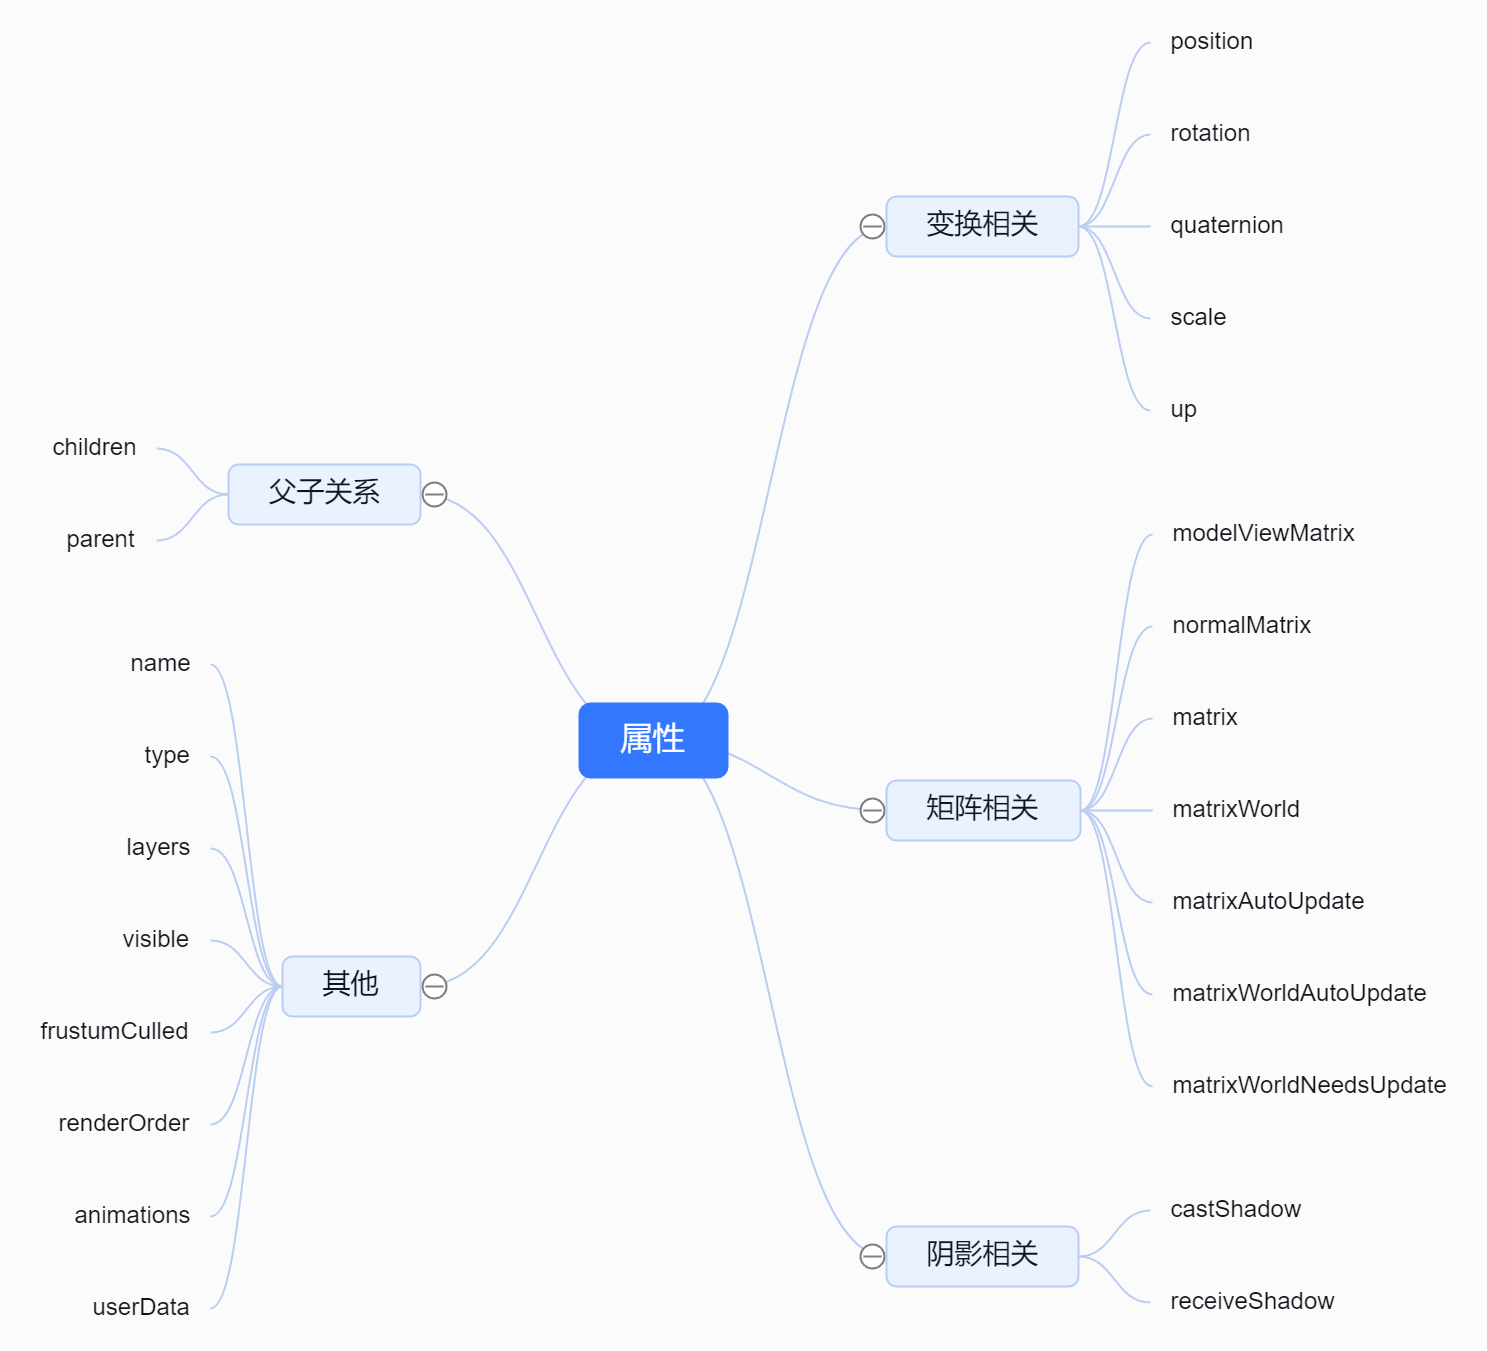 属性
变换相关
position
rotation
quaternion
scale
up
矩阵相关
modelViewMatrix
normalMatrix
matrix
matrixWorld
matrixAutoUpdate
matrixWorldAutoUpdate
matrixWorldNeedsUpdate
阴影相关
castShadow
receiveShadow
父子关系
children
parent
其他
name
type
layers
visible
frustumCulled
renderOrder
animations
userData